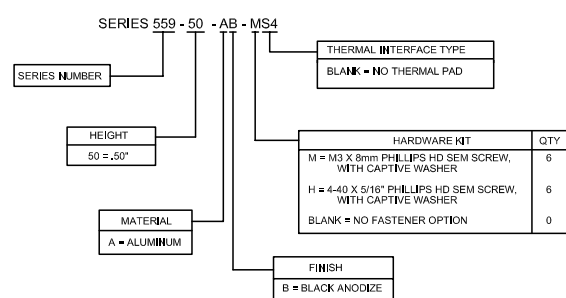 SERIES 559 - 50 - AB - MS4
THERMAL INTERFACE TYPE
BLANK = NO THERMAL PAD
SERIES NUMBER
HEIGHT
50 = .50"
HARDWARE KIT QTY
M = M3 X 8mm PHILLIPS HD SEM SCREW, 6
WITH CAPTIVE WASHER
H = 4-40 X 5/16" PHILLIPS HD SEM SCREW, 6
WITH CAPTIVE WASHER
BLANK = NO FASTENER OPTION 0
MATERIAL
A = ALUMINUM
FINISH
B = BLACK ANODIZE